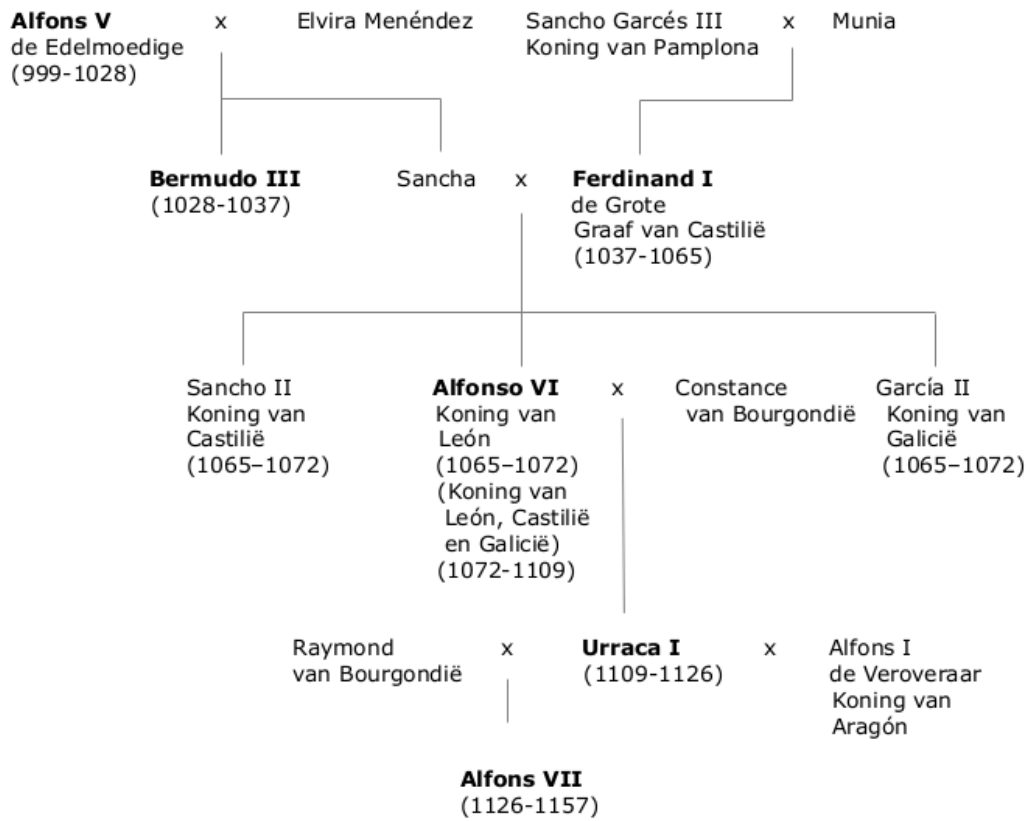 Alfons V x Elvira Menéndez Sancho Garcés III x Munia
de Edelmoedige Koning van Pamplona
(999-1028)
Bermudo III Sancha x Ferdinand I
(1028-1037) de Grote
Graaf van Castilië
(1037-1065)
Sancho II Alfonso VI x Constance García II
Koning van Koning van van Bourgondië Koning van
Castilië León Galicië
(1065–1072) (1065–1072) (1065–1072)
(Koning van
León, Castilië
en Galicië)
(1072-1109)
Raymond x Urraca I x Alfons I
van Bourgondië (1109-1126) de Veroveraar
Koning van
Aragón
Alfons VII
(1126-1157)